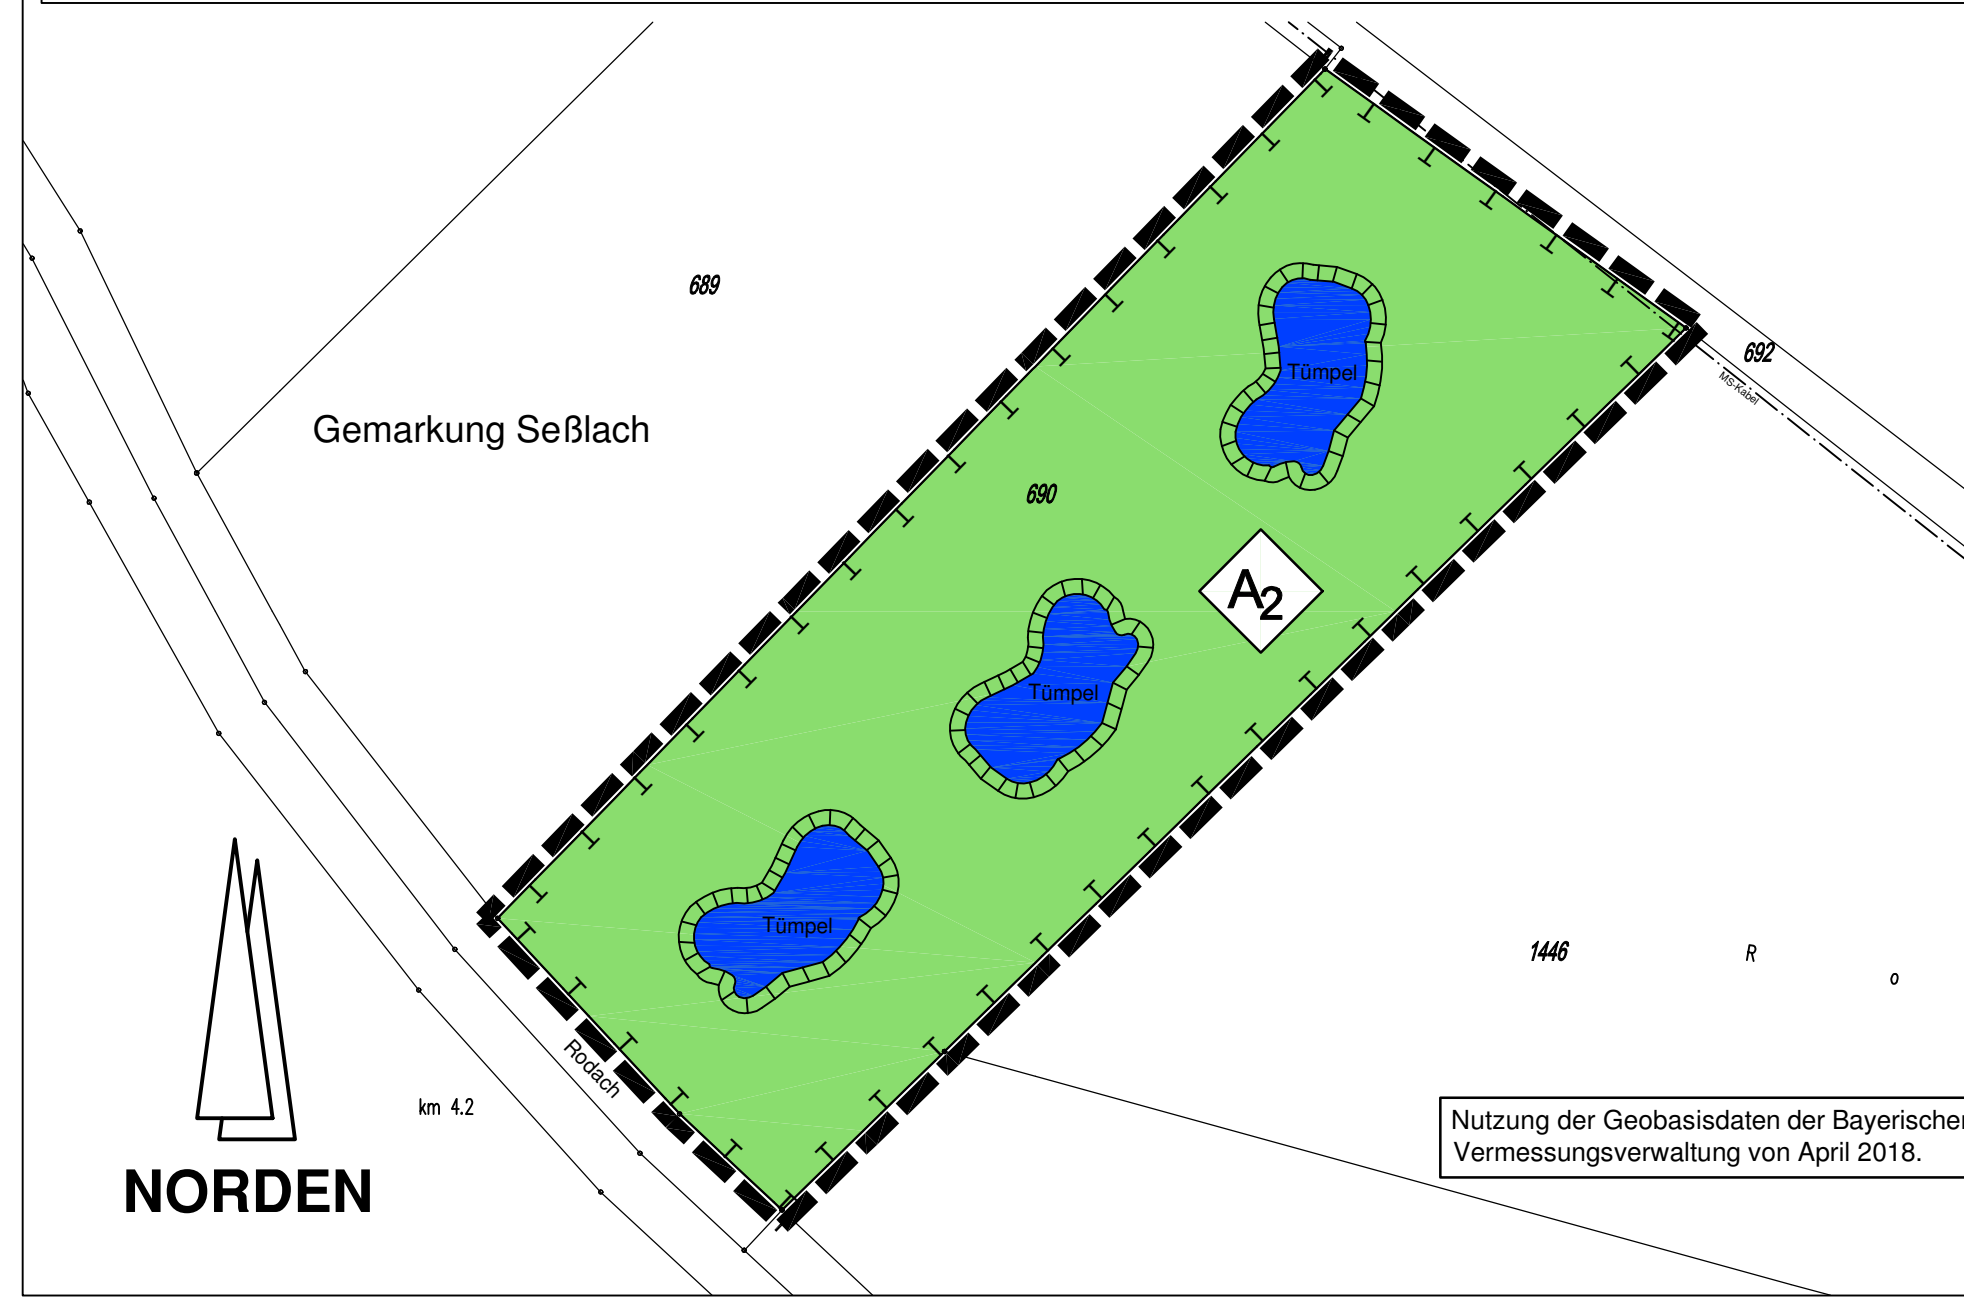 689
692
Tümpel
MS-Kabel
Gemarkung Seßlach
690
A2
Tümpel
Tümpel
1446
R
o
Rodach
km 4.2
Nutzung der Geobasisdaten der Bayerischen
Vermessungsverwaltung von April 2018.
NORDEN